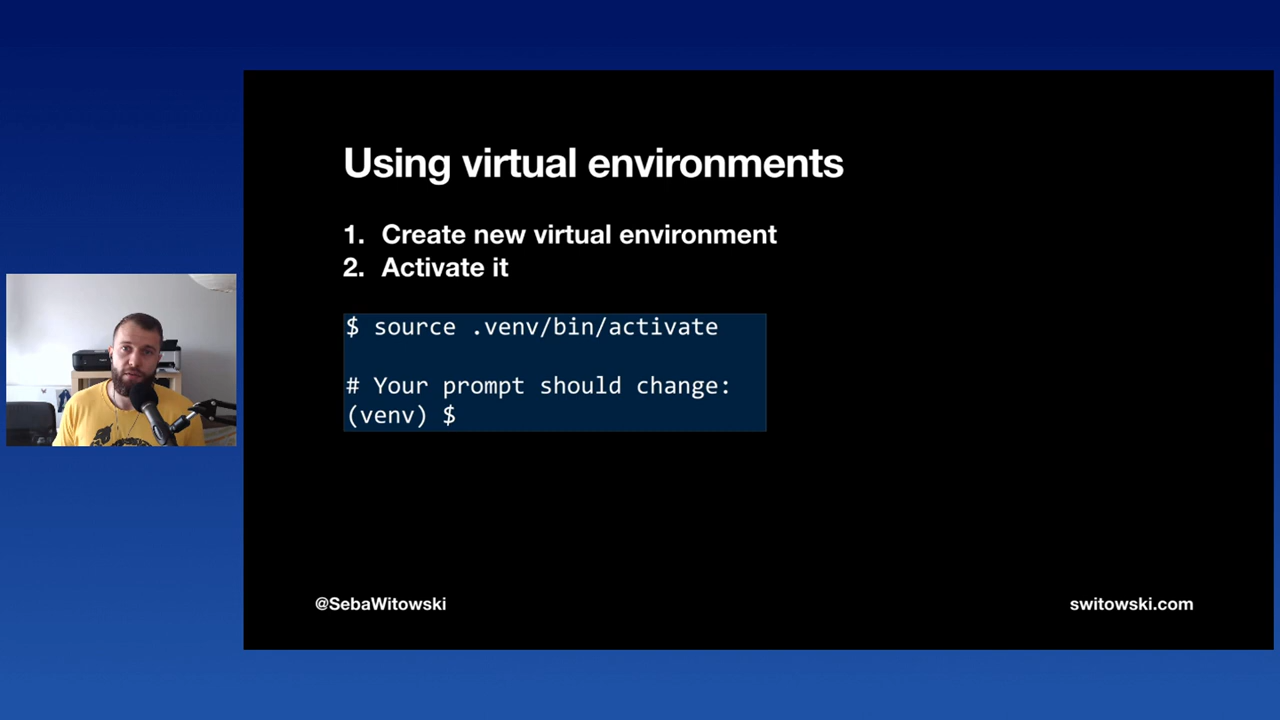 Using virtual environments
1. Create new virtual environment
2. Activate it
$ source .venv/bin/activate
# Your prompt should change:
(venv) $
@SebaWitowski
switowski.com